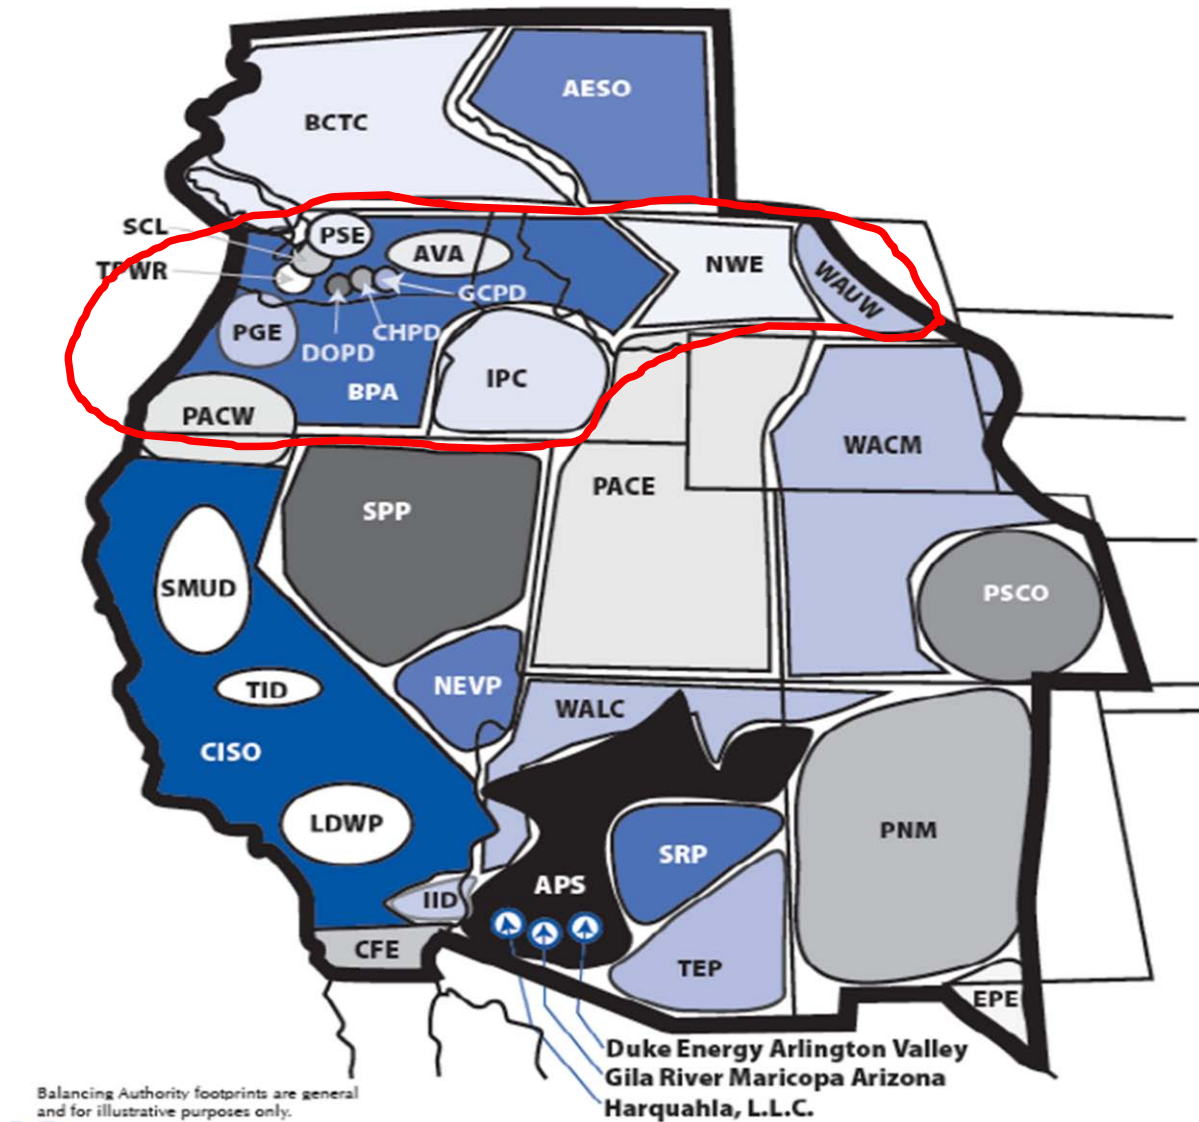 AESO
BCTC
SCL
PSE
TPWR
AVA
NWE
WAUW
GCPD
PGE
CHPD
DOPD
BPA
IPC
PACW
WACM
PACE
SPP
SMUD
PSCO
TID
NEVP
WALC
CISO
LDWP
PNM
SRP
APS
IID
CFE
TEP
EPE
Duke Energy Arlington Valley
Gila River Maricopa Arizona
Harquahla, L.L.C.
Balancing Authority footprints are general
and for illustrative purposes only.